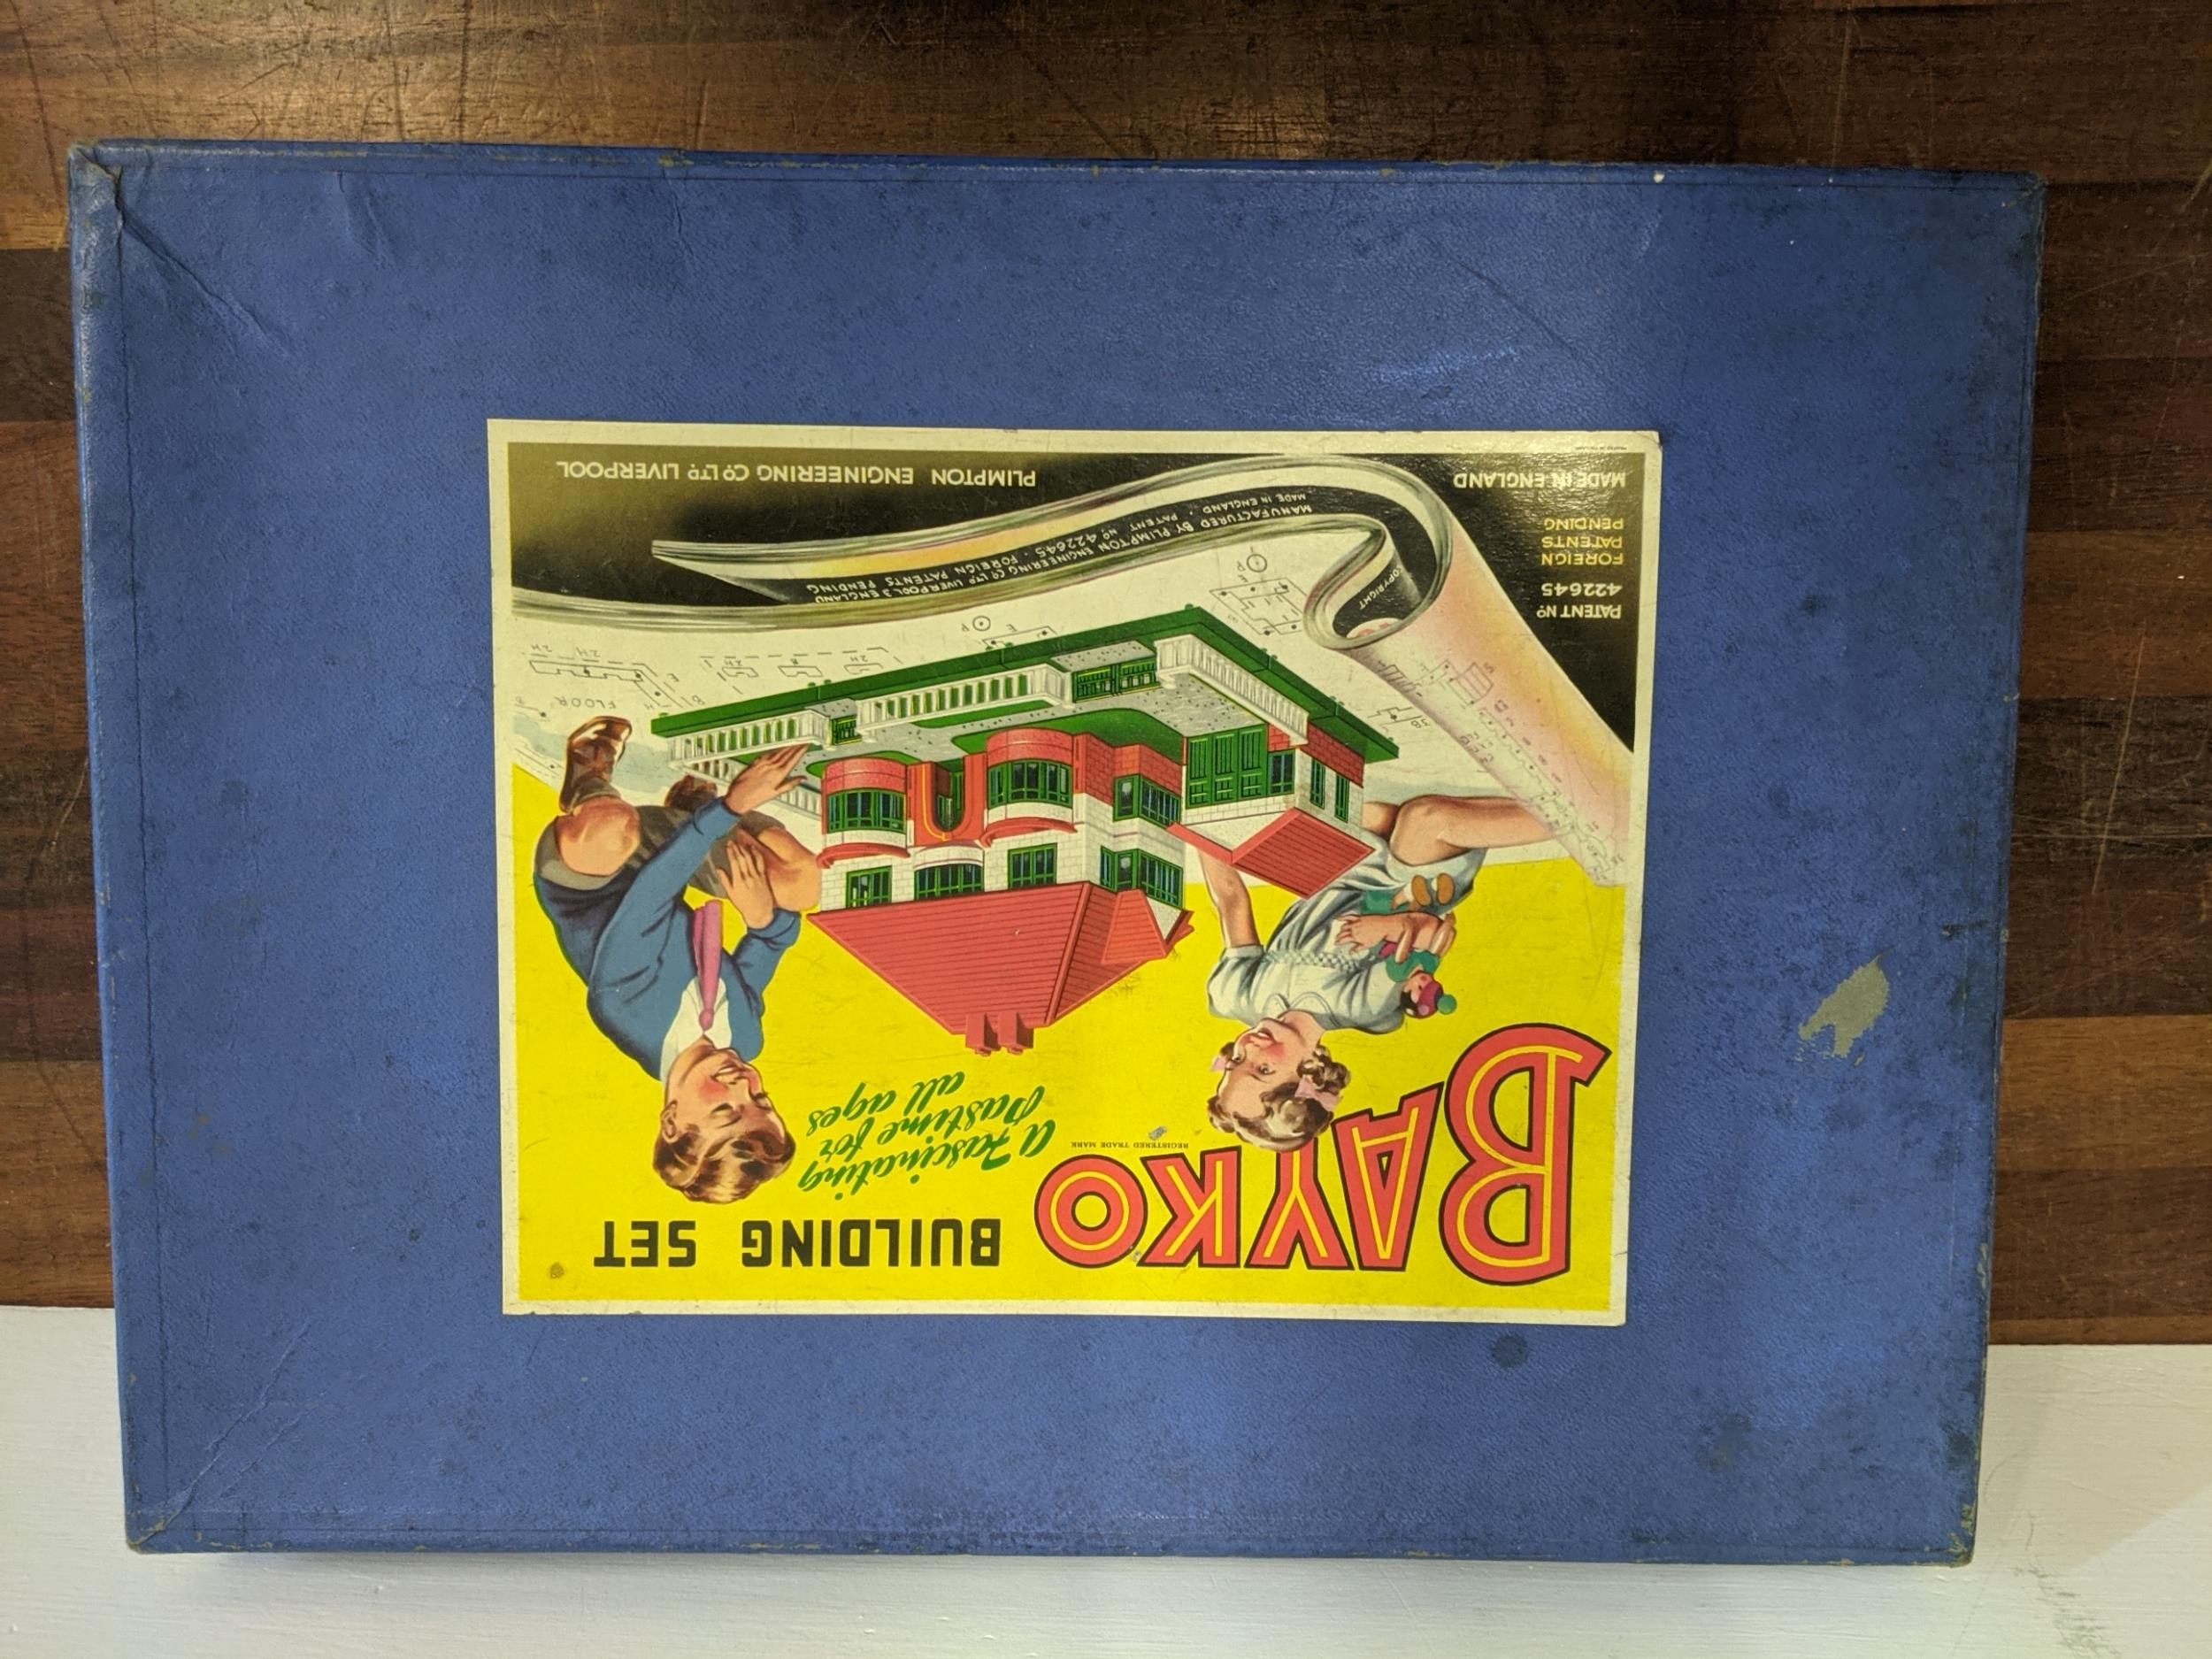 BAYKO BUILDING SET
REGISTERED TRADE MARK
A Fascinating
Pastime for
all ages
FLOOR
PATENT Nº
422645
FOREIGN
PATENTS
PENDING
MADE IN ENGLAND
COPYRIGHT
MANUFACTURED BY PLIMPTON ENGINEERING CO LTD LIVERPOOL 3 ENGLAND
MADE IN ENGLAND . PATENT Nº 422645 . FOREIGN PATENTS PENDING
PLIMPTON ENGINEERING CO LTD LIVERPOOL